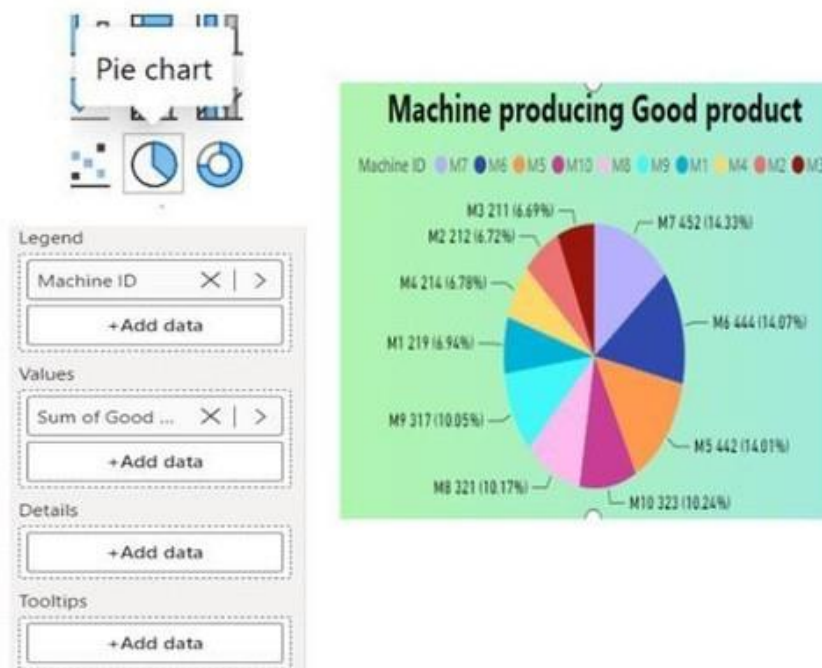 Pie chart
Legend
Machine ID
+Add data
Values
Sum of Good ...
+Add data
Details
+Add data
Tooltips
+Add data
Machine producing Good product
Machine ID M7 M6 M5 M10 M8 M9 M1 M4 M2 M3
M3 211 (6.69%)
M7 452 (14.33%)
M2 212 (6.72%)
M4 214 (6.78%)
M6 444 (14.07%)
M1 219 (6.94%)
M9 317 (10.05%)
M5 442 (14.01%)
M8 321 (10.17%)
M10 323 (10.24%)